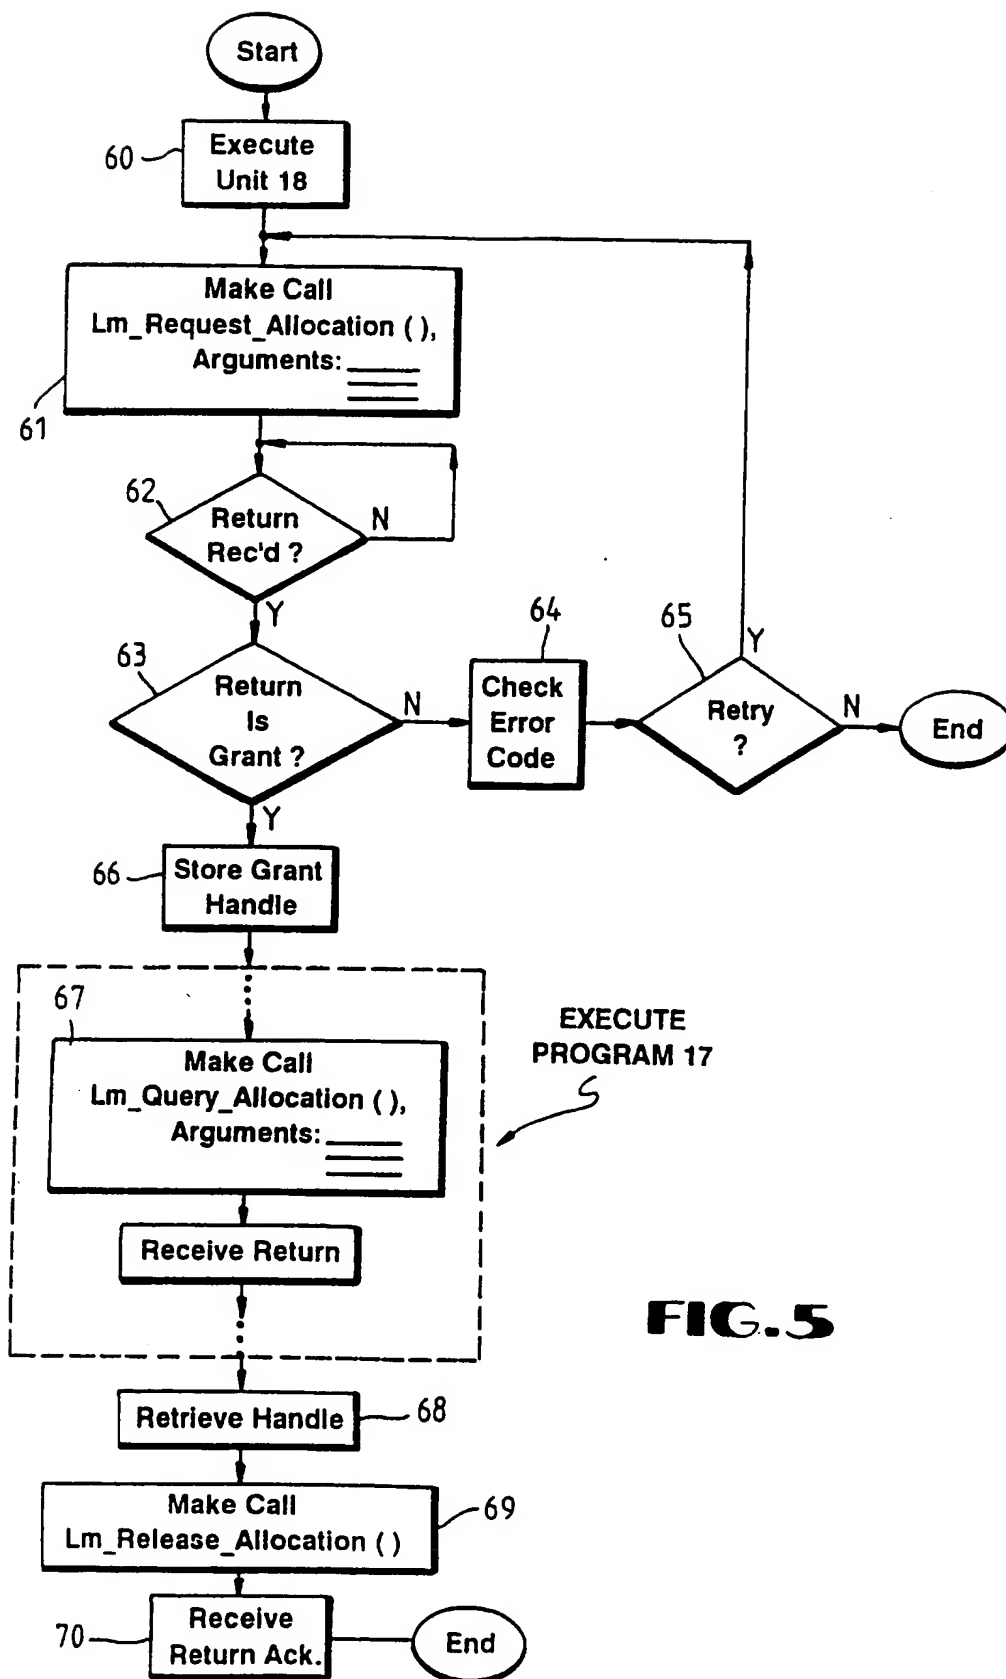 Start
60
Execute
Unit 18
Make Call
Lm_Request_Allocation ( ),
Arguments:
61
62
Return
Rec'd ?
N
Y
63
Return
Is
Grant ?
N
Y
64
Check
Error
Code
65
Retry
?
Y
N
End
66
Store Grant
Handle
67
Make Call
Lm_Query_Allocation ( ),
Arguments:
EXECUTE
PROGRAM 17
Receive Return
FIG.5
Retrieve Handle
68
Make Call
Lm_Release_Allocation ( )
69
Receive
Return Ack.
70
End